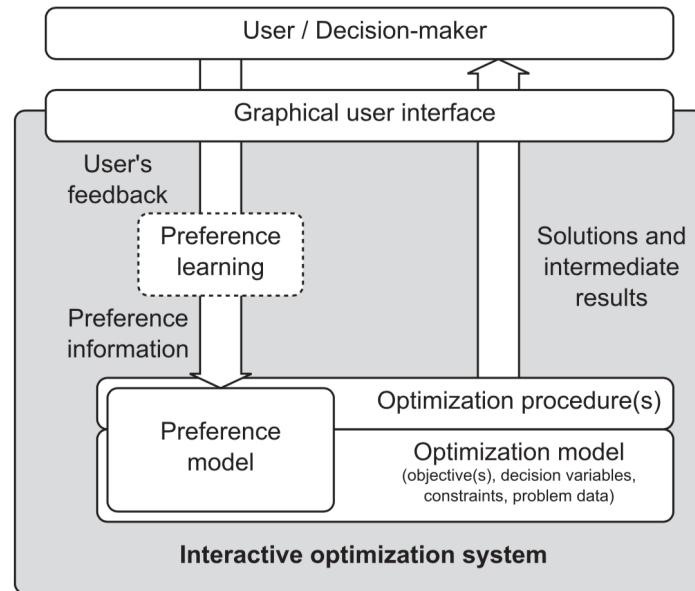 User / Decision-maker
Graphical user interface
User's
feedback
Preference
learning
Solutions and
intermediate
results
Preference
information
Optimization procedure(s)
Preference
model
Optimization model
(objective(s), decision variables,
constraints, problem data)
Interactive optimization system